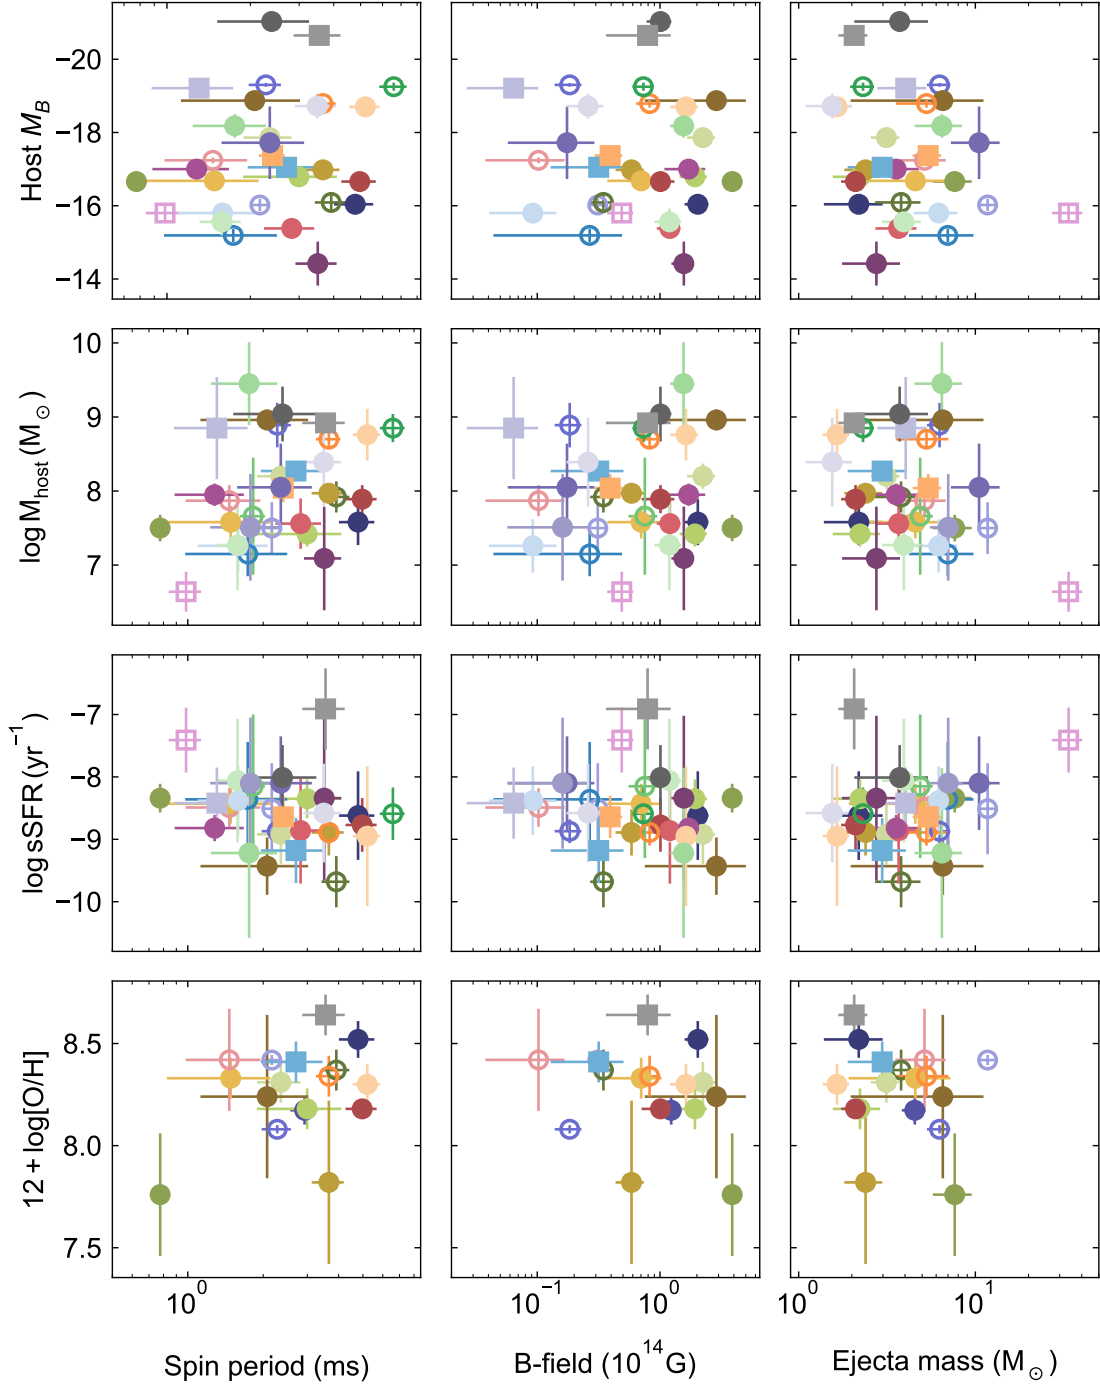 Host M_B
−20
−18
−16
−14
log M_host (M_⊙)
10
9
8
7
log sSFR (yr^−1)
−7
−8
−9
−10
12 + log[O/H]
8.5
8.0
7.5
10^0
10^−1
10^0
10^0
10^1
Spin period (ms)
B-field (10^14 G)
Ejecta mass (M_⊙)